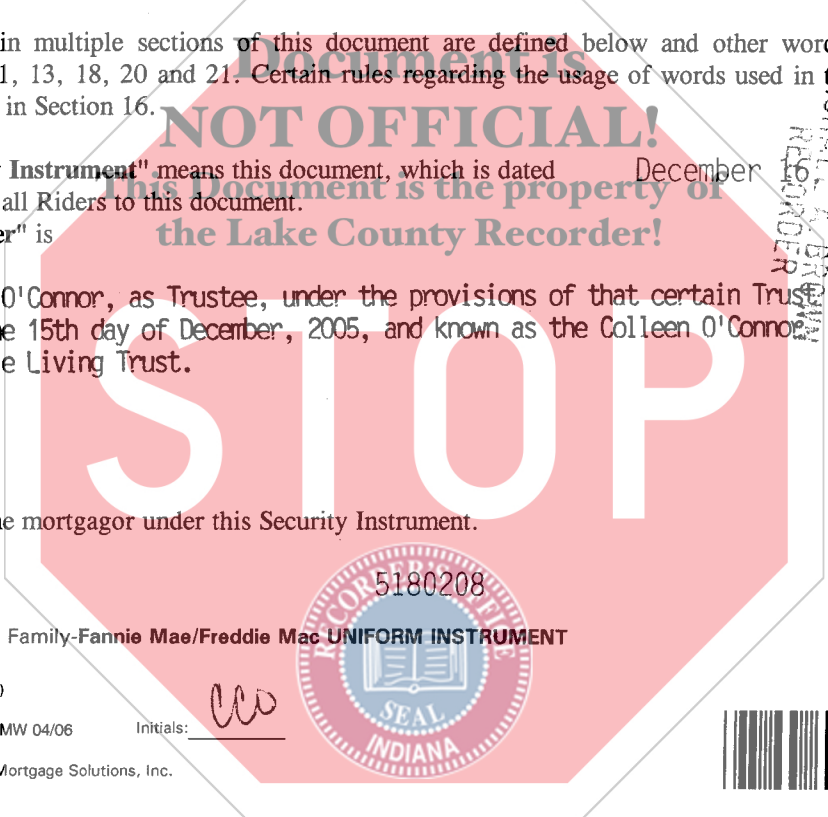 in multiple sections of this document are defined below and other word
Document is
1, 13, 18, 20 and 21. Certain rules regarding the usage of words used in t
in Section 16.
NOT OFFICIAL!
Instrument" means this document, which is dated December 16,
This Document is the property of
all Riders to this document.
er" is
the Lake County Recorder!
RECORDER
O'Connor, as Trustee, under the provisions of that certain Trust
e 15th day of December, 2005, and known as the Colleen O'Connor
e Living Trust.
STOP
e mortgagor under this Security Instrument.
5180208
RECORDER'S OFFICE
Family-Fannie Mae/Freddie Mac UNIFORM INSTRUMENT
)
SEAL
MW 04/06 Initials: CCO
INDIANA
Mortgage Solutions, Inc.